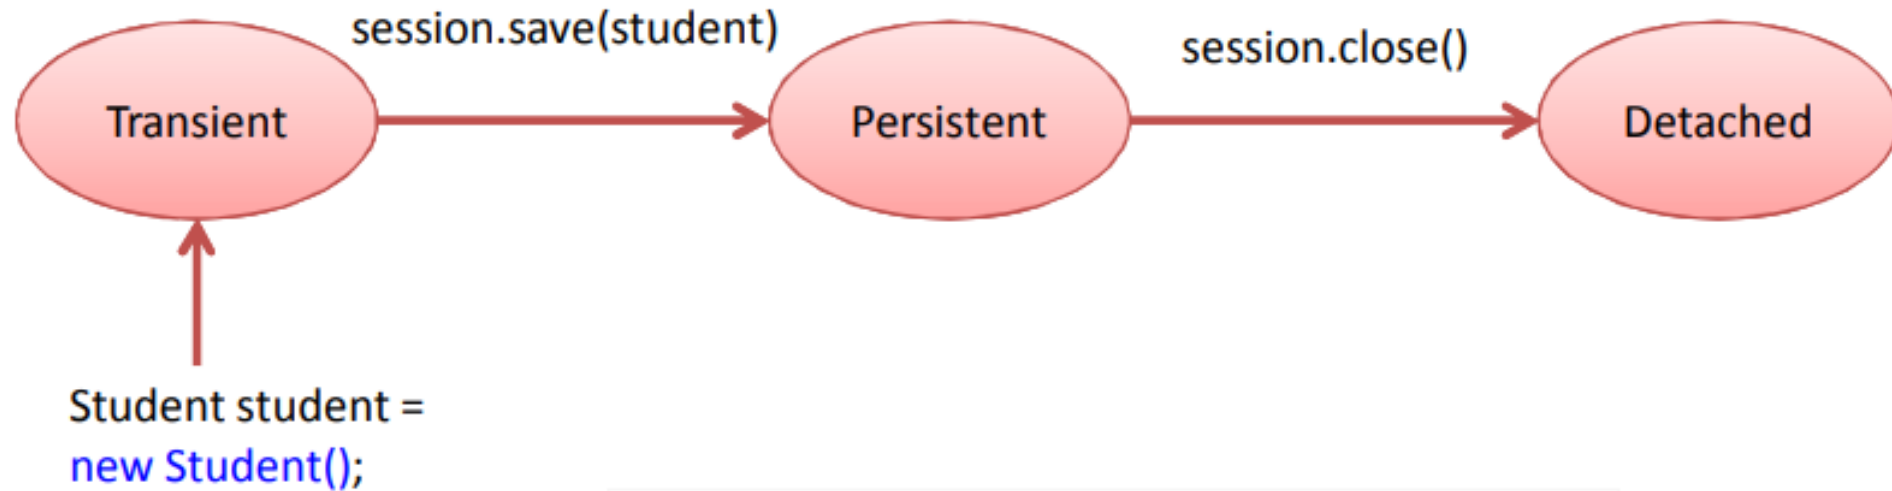 session.save(student)
session.close()
Transient
Persistent
Detached
Student student =
new Student();